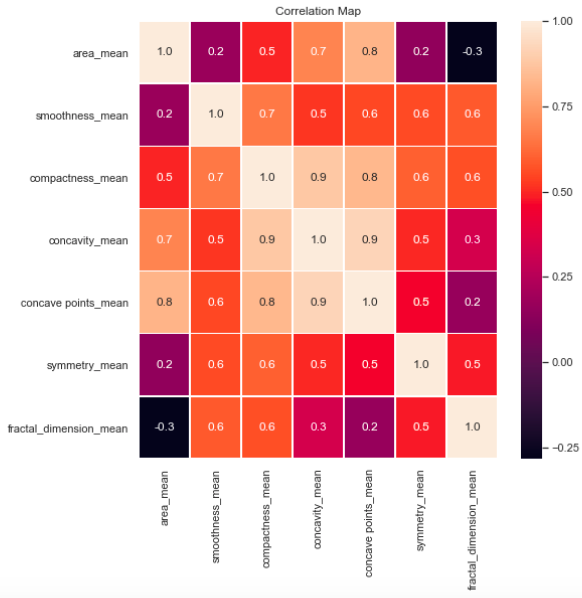 Correlation Map
area_mean 1.0 0.2 0.5 0.7 0.8 0.2 -0.3
smoothness_mean 0.2 1.0 0.7 0.5 0.6 0.6 0.6
compactness_mean 0.5 0.7 1.0 0.9 0.8 0.6 0.6
concavity_mean 0.7 0.5 0.9 1.0 0.9 0.5 0.3
concave points_mean 0.8 0.6 0.8 0.9 1.0 0.5 0.2
symmetry_mean 0.2 0.6 0.6 0.5 0.5 1.0 0.5
fractal_dimension_mean -0.3 0.6 0.6 0.3 0.2 0.5 1.0
area_mean
smoothness_mean
compactness_mean
concavity_mean
concave points_mean
symmetry_mean
fractal_dimension_mean
1.00
0.75
0.50
0.25
0.00
-0.25